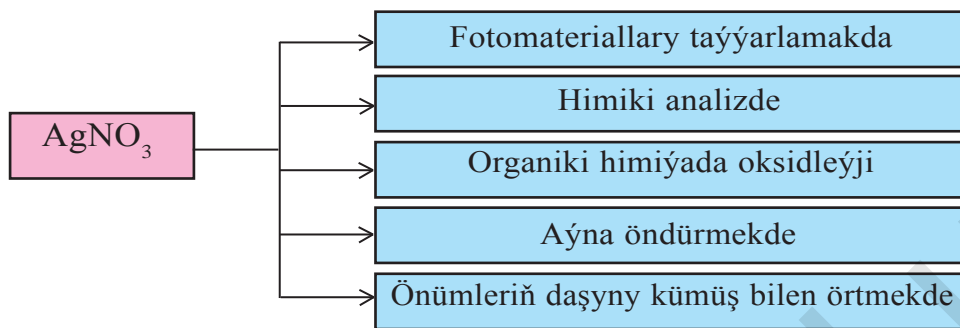 AgNO₃
Fotomateriallary taýýarlamakda
Himiki analizde
Organiki himiýada oksidleýji
Aýna öndürmekde
Önümleriň daşyny kümüş bilen örtmekde